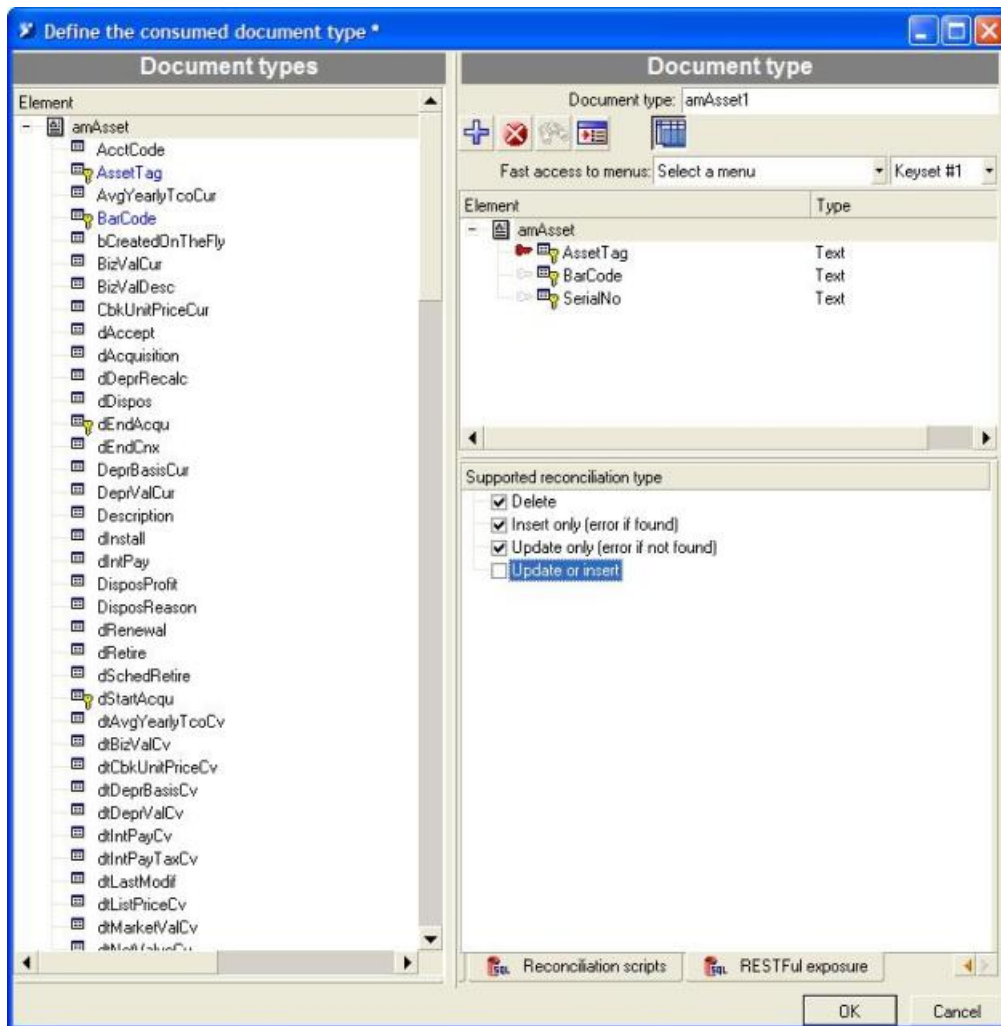 Define the consumed document type *
Document types
Element
amAsset
AcctCode
AssetTag
AvgYearlyTcoCur
BarCode
bCreatedOnTheFly
BizValCur
BizValDesc
CbkUnitPriceCur
dAccept
dAcquisition
dDeprRecalc
dDispos
dEndAcqu
dEndCnx
DeprBasisCur
DeprValCur
Description
dInstall
dIntPay
DisposProfit
DisposReason
dRenewal
dRetire
dSchedRetire
dStartAcqu
dtAvgYearlyTcoCv
dtBizValCv
dtCbkUnitPriceCv
dtDeprBasisCv
dtDeprValCv
dtIntPayCv
dtIntPayTaxCv
dtLastModif
dtListPriceCv
dtMarketValCv
dtNetValueCv
Document type
Document type: amAsset1
Fast access to menus: Select a menu Keyset #1
Element Type
amAsset
AssetTag Text
BarCode Text
SerialNo Text
Supported reconciliation type
Delete
Insert only (error if found)
Update only (error if not found)
Update or insert
SQL Reconciliation scripts SQL RESTFul exposure
OK Cancel